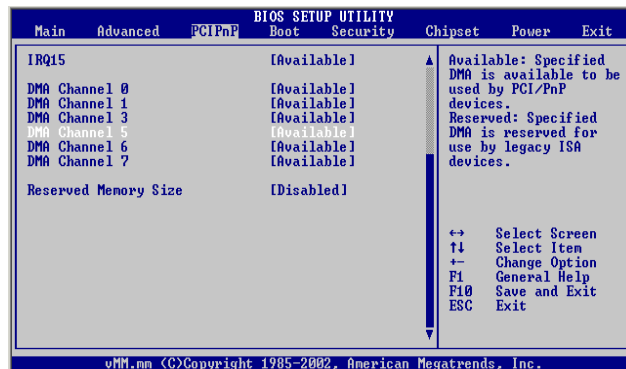 BIOS SETUP UTILITY
Main Advanced PCIPnP Boot Security Chipset Power Exit
IRQ15 [Available]
DMA Channel 0 [Available]
DMA Channel 1 [Available]
DMA Channel 3 [Available]
DMA Channel 5 [Available]
DMA Channel 6 [Available]
DMA Channel 7 [Available]
Reserved Memory Size [Disabled]
Available: Specified
DMA is available to be
used by PCI/PnP
devices.
Reserved: Specified
DMA is reserved for
use by legacy ISA
devices.
↔ Select Screen
↑↓ Select Item
+- Change Option
F1 General Help
F10 Save and Exit
ESC Exit
vMM.mm (C)Copyright 1985-2002, American Megatrends, Inc.